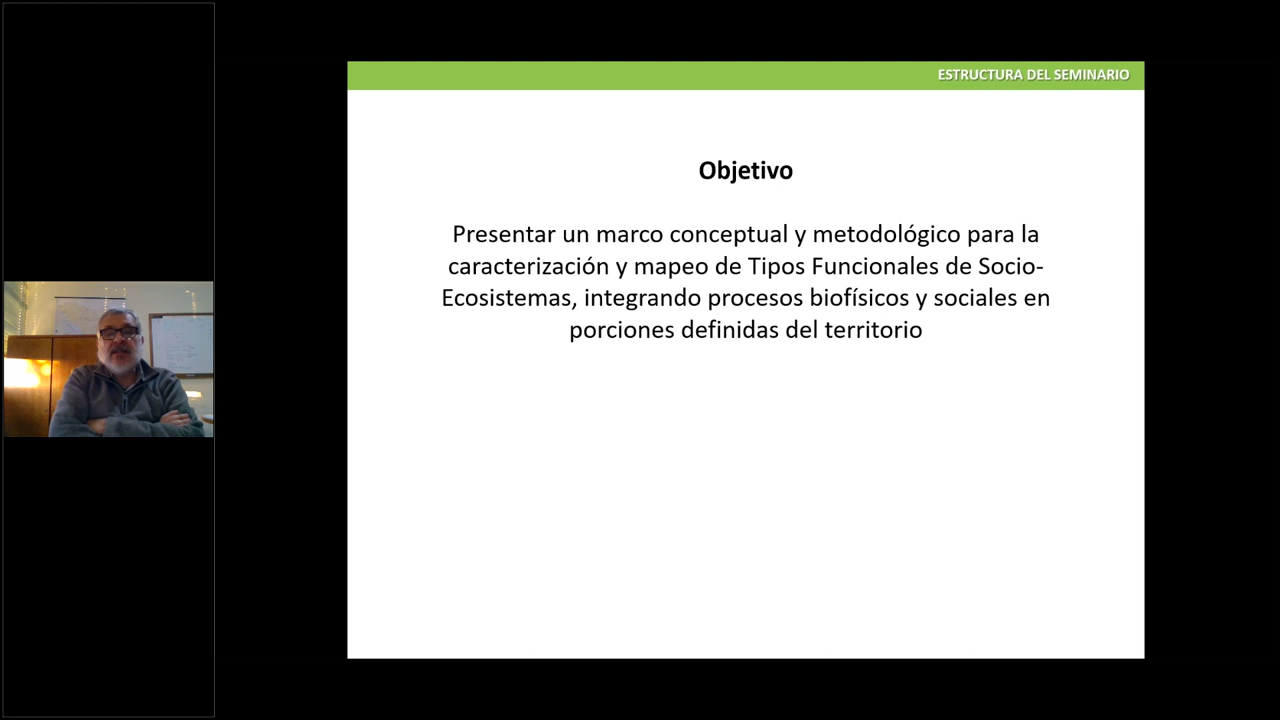 ESTRUCTURA DEL SEMINARIO
Objetivo
Presentar un marco conceptual y metodológico para la
caracterización y mapeo de Tipos Funcionales de Socio-
Ecosistemas, integrando procesos biofísicos y sociales en
porciones definidas del territorio